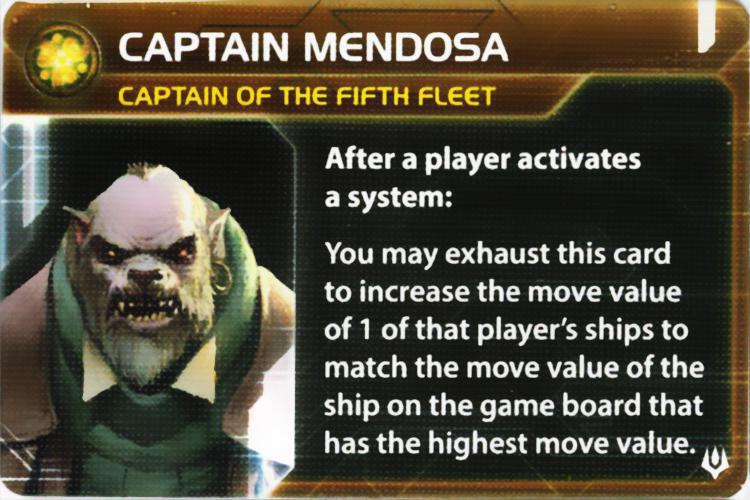 CAPTAIN MENDOSA
CAPTAIN OF THE FIFTH FLEET
After a player activates
a system:
You may exhaust this card
to increase the move value
of 1 of that player's ships to
match the move value of the
ship on the game board that
has the highest move value.